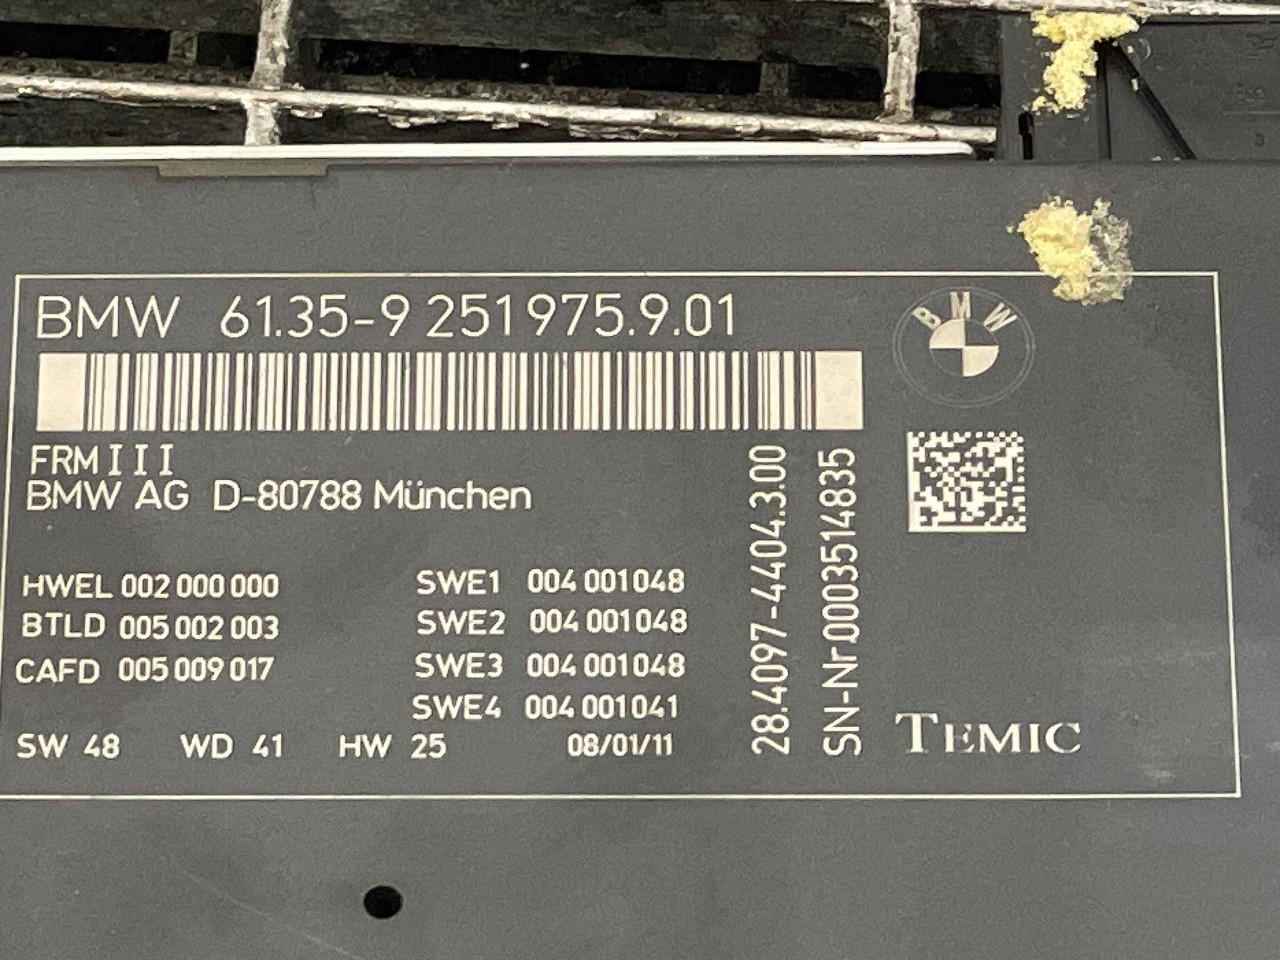 BMW 61.35-9 251975.9.01
BMW
FRM III
BMW AG D-80788 München
HWEL 002 000 000
BTLD 005 002 003
CAFD 005 009 017
SWE1 004 001048
SWE2 004 001048
SWE3 004 001048
SWE4 004 001041
SW 48 WD 41 HW 25 08/01/11
28.4097-4404.3.00
SN-Nr.0003514835
TEMIC